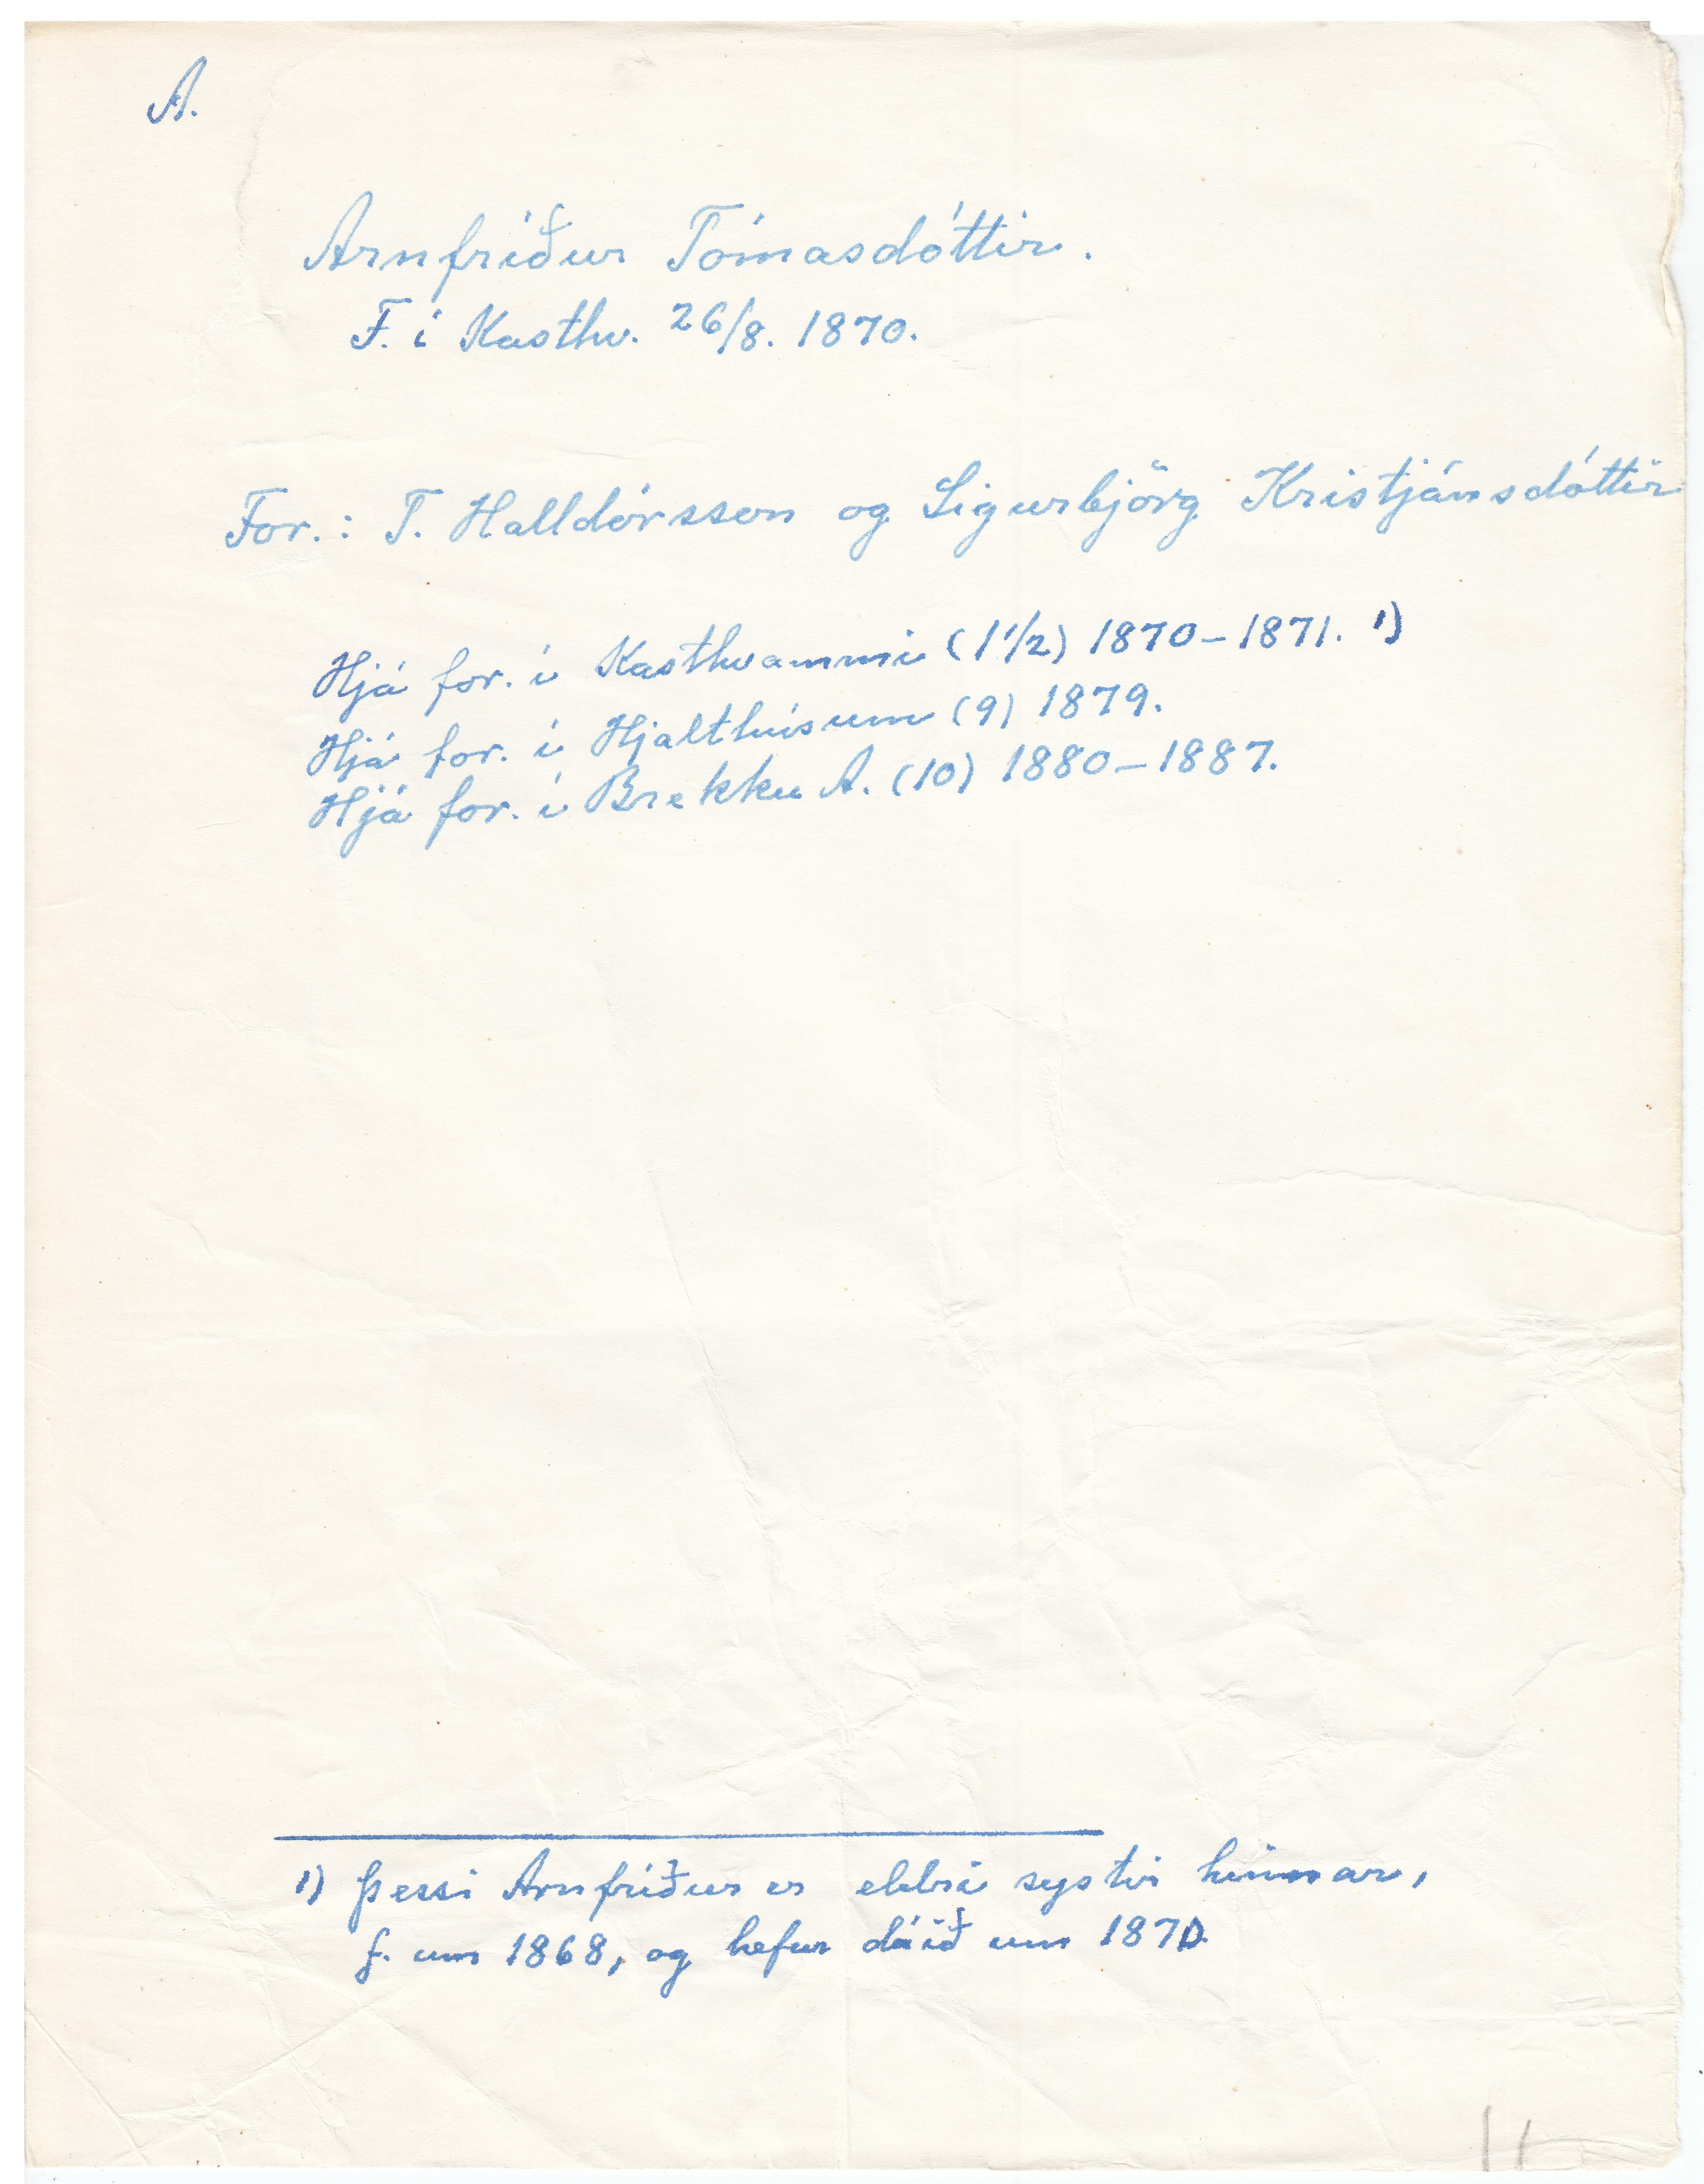 A.
Arnfríður Tómasdóttir.
F. í Kasthv. 26/8. 1870.
For.: T. Halldórsson og Sigurbjörg Kristjánsdóttir
Hjá for. í Kasthvammi (1 1/2) 1870-1871. 1)
Hjá for. í Hjalthúsum (9) 1879.
Hjá for. í Brekku A. (10) 1880-1887.
1) Þessi Arnfríður er eldri systir hinnar,
f. um 1868, og hefur dáið um 1870.